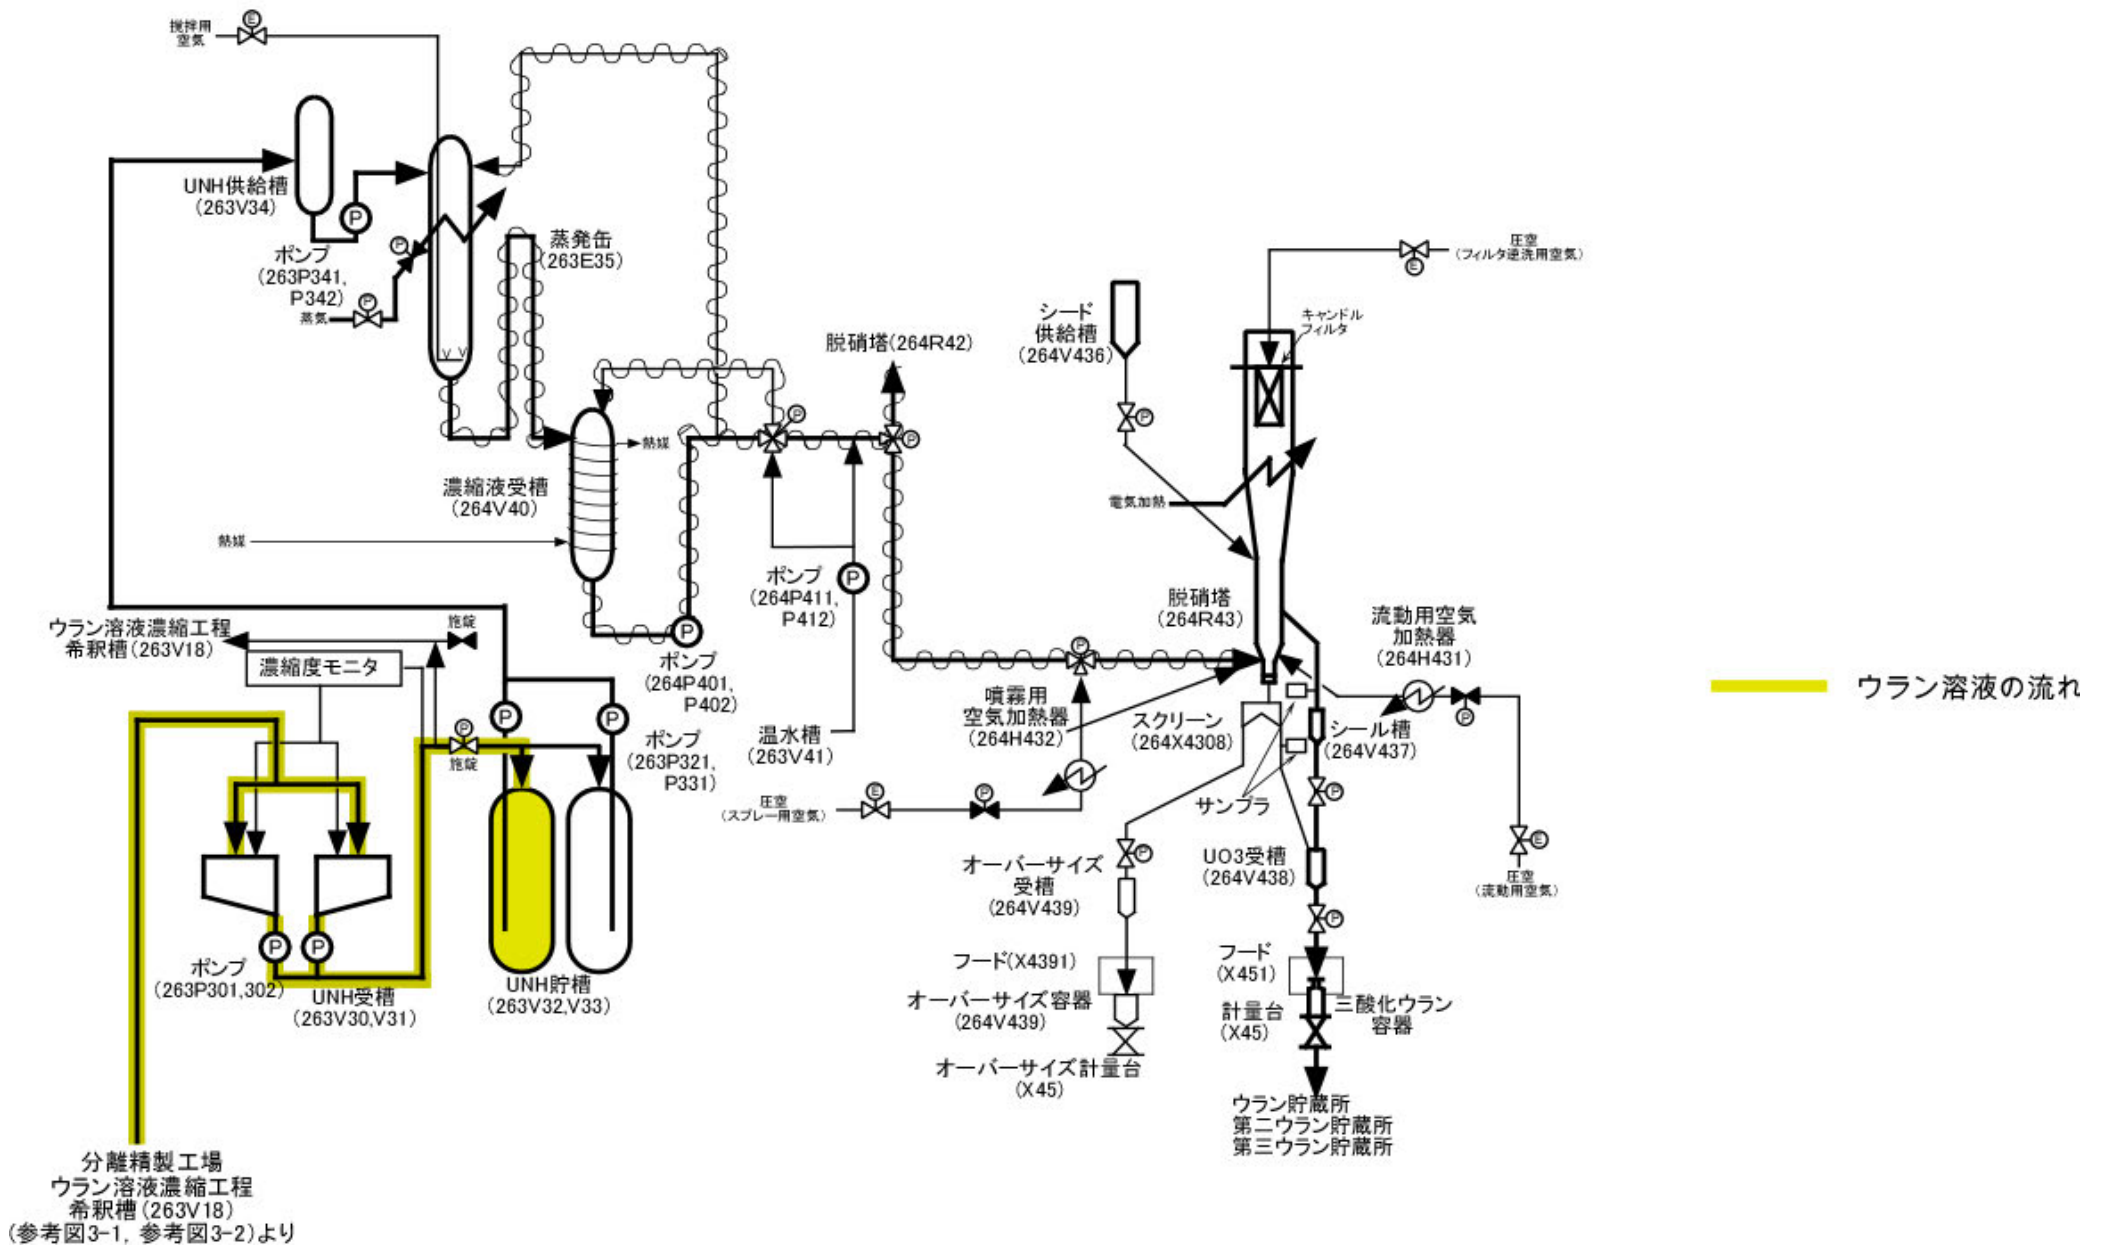 攪拌用
空気
E
UNH供給槽
(263V34)
P
ポンプ
(263P341,
P342)
P
P
蒸気
蒸発缶
(263E35)
濃縮液受槽
(264V40)
熱媒
熱媒
P
脱硝塔(264R42)
P
ポンプ
(264P411,
P412)
P
P
ポンプ
(264P401,
P402)
温水槽
(263V41)
シード
供給槽
(264V436)
P
圧空
(フィルタ逆洗用空気)
E
キャンドル
フィルタ
電気加熱
脱硝塔
(264R43)
流動用空気
加熱器
(264H431)
P
噴霧用
空気加熱器
(264H432)
P
圧空
(スプレー用空気)
E
P
スクリーン
(264X4308)
シール槽
(264V437)
サンプラ
P
E
圧空
(流動用空気)
オーバーサイズ
受槽
(264V439)
P
UO3受槽
(264V438)
P
フード(X4391)
オーバーサイズ容器
(264V439)
オーバーサイズ計量台
(X45)
フード
(X451)
計量台
(X45)
三酸化ウラン
容器
ウラン貯蔵所
第二ウラン貯蔵所
第三ウラン貯蔵所
ウラン溶液濃縮工程
希釈槽(263V18)
施錠
濃縮度モニタ
P
施錠
P
P
ポンプ
(263P321,
P331)
P
P
ポンプ
(263P301,302)
UNH受槽
(263V30,V31)
UNH貯槽
(263V32,V33)
分離精製工場
ウラン溶液濃縮工程
希釈槽(263V18)
(参考図3-1, 参考図3-2)より
ウラン溶液の流れ